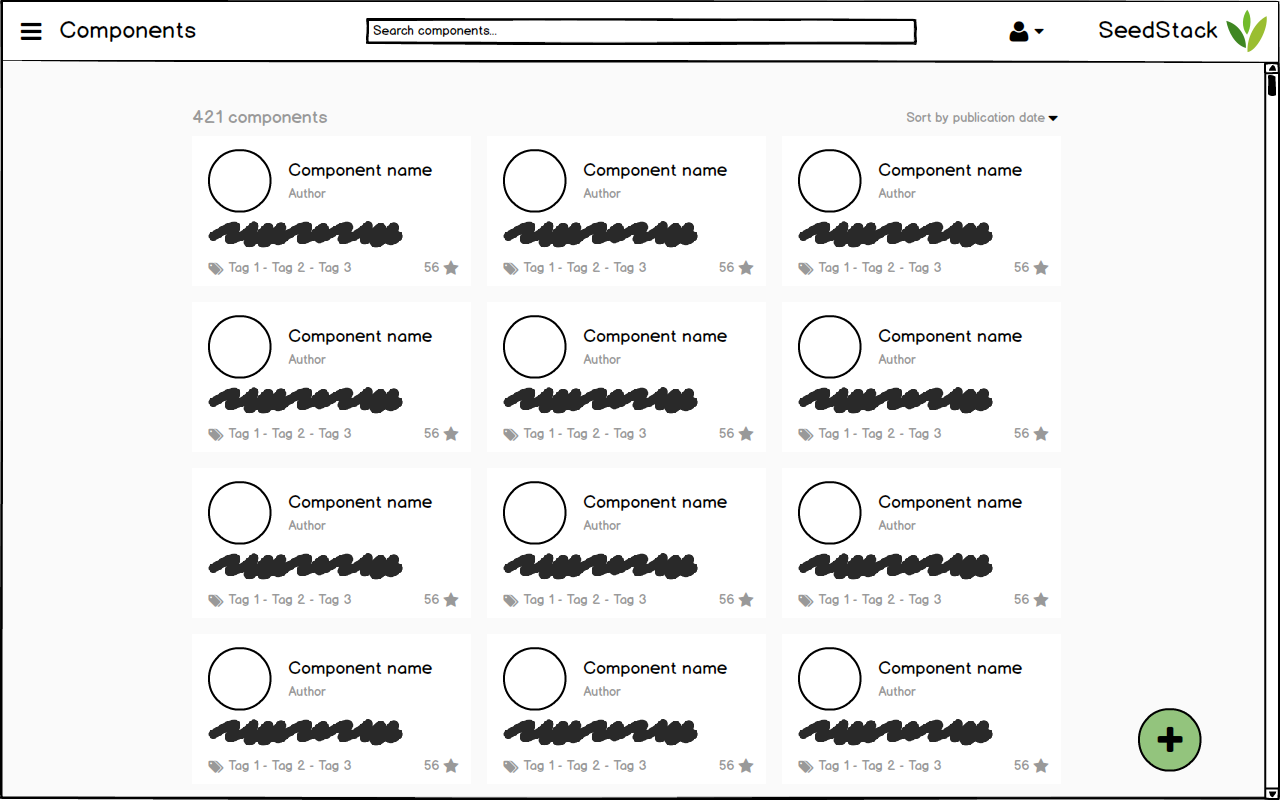 Components Search components... SeedStack
421 components Sort by publication date
Component name Component name Component name
Author Author Author
Tag 1 - Tag 2 - Tag 3 56 Tag 1 - Tag 2 - Tag 3 56 Tag 1 - Tag 2 - Tag 3 56
Component name Component name Component name
Author Author Author
Tag 1 - Tag 2 - Tag 3 56 Tag 1 - Tag 2 - Tag 3 56 Tag 1 - Tag 2 - Tag 3 56
Component name Component name Component name
Author Author Author
Tag 1 - Tag 2 - Tag 3 56 Tag 1 - Tag 2 - Tag 3 56 Tag 1 - Tag 2 - Tag 3 56
Component name Component name Component name
Author Author Author
Tag 1 - Tag 2 - Tag 3 56 Tag 1 - Tag 2 - Tag 3 56 Tag 1 - Tag 2 - Tag 3 56